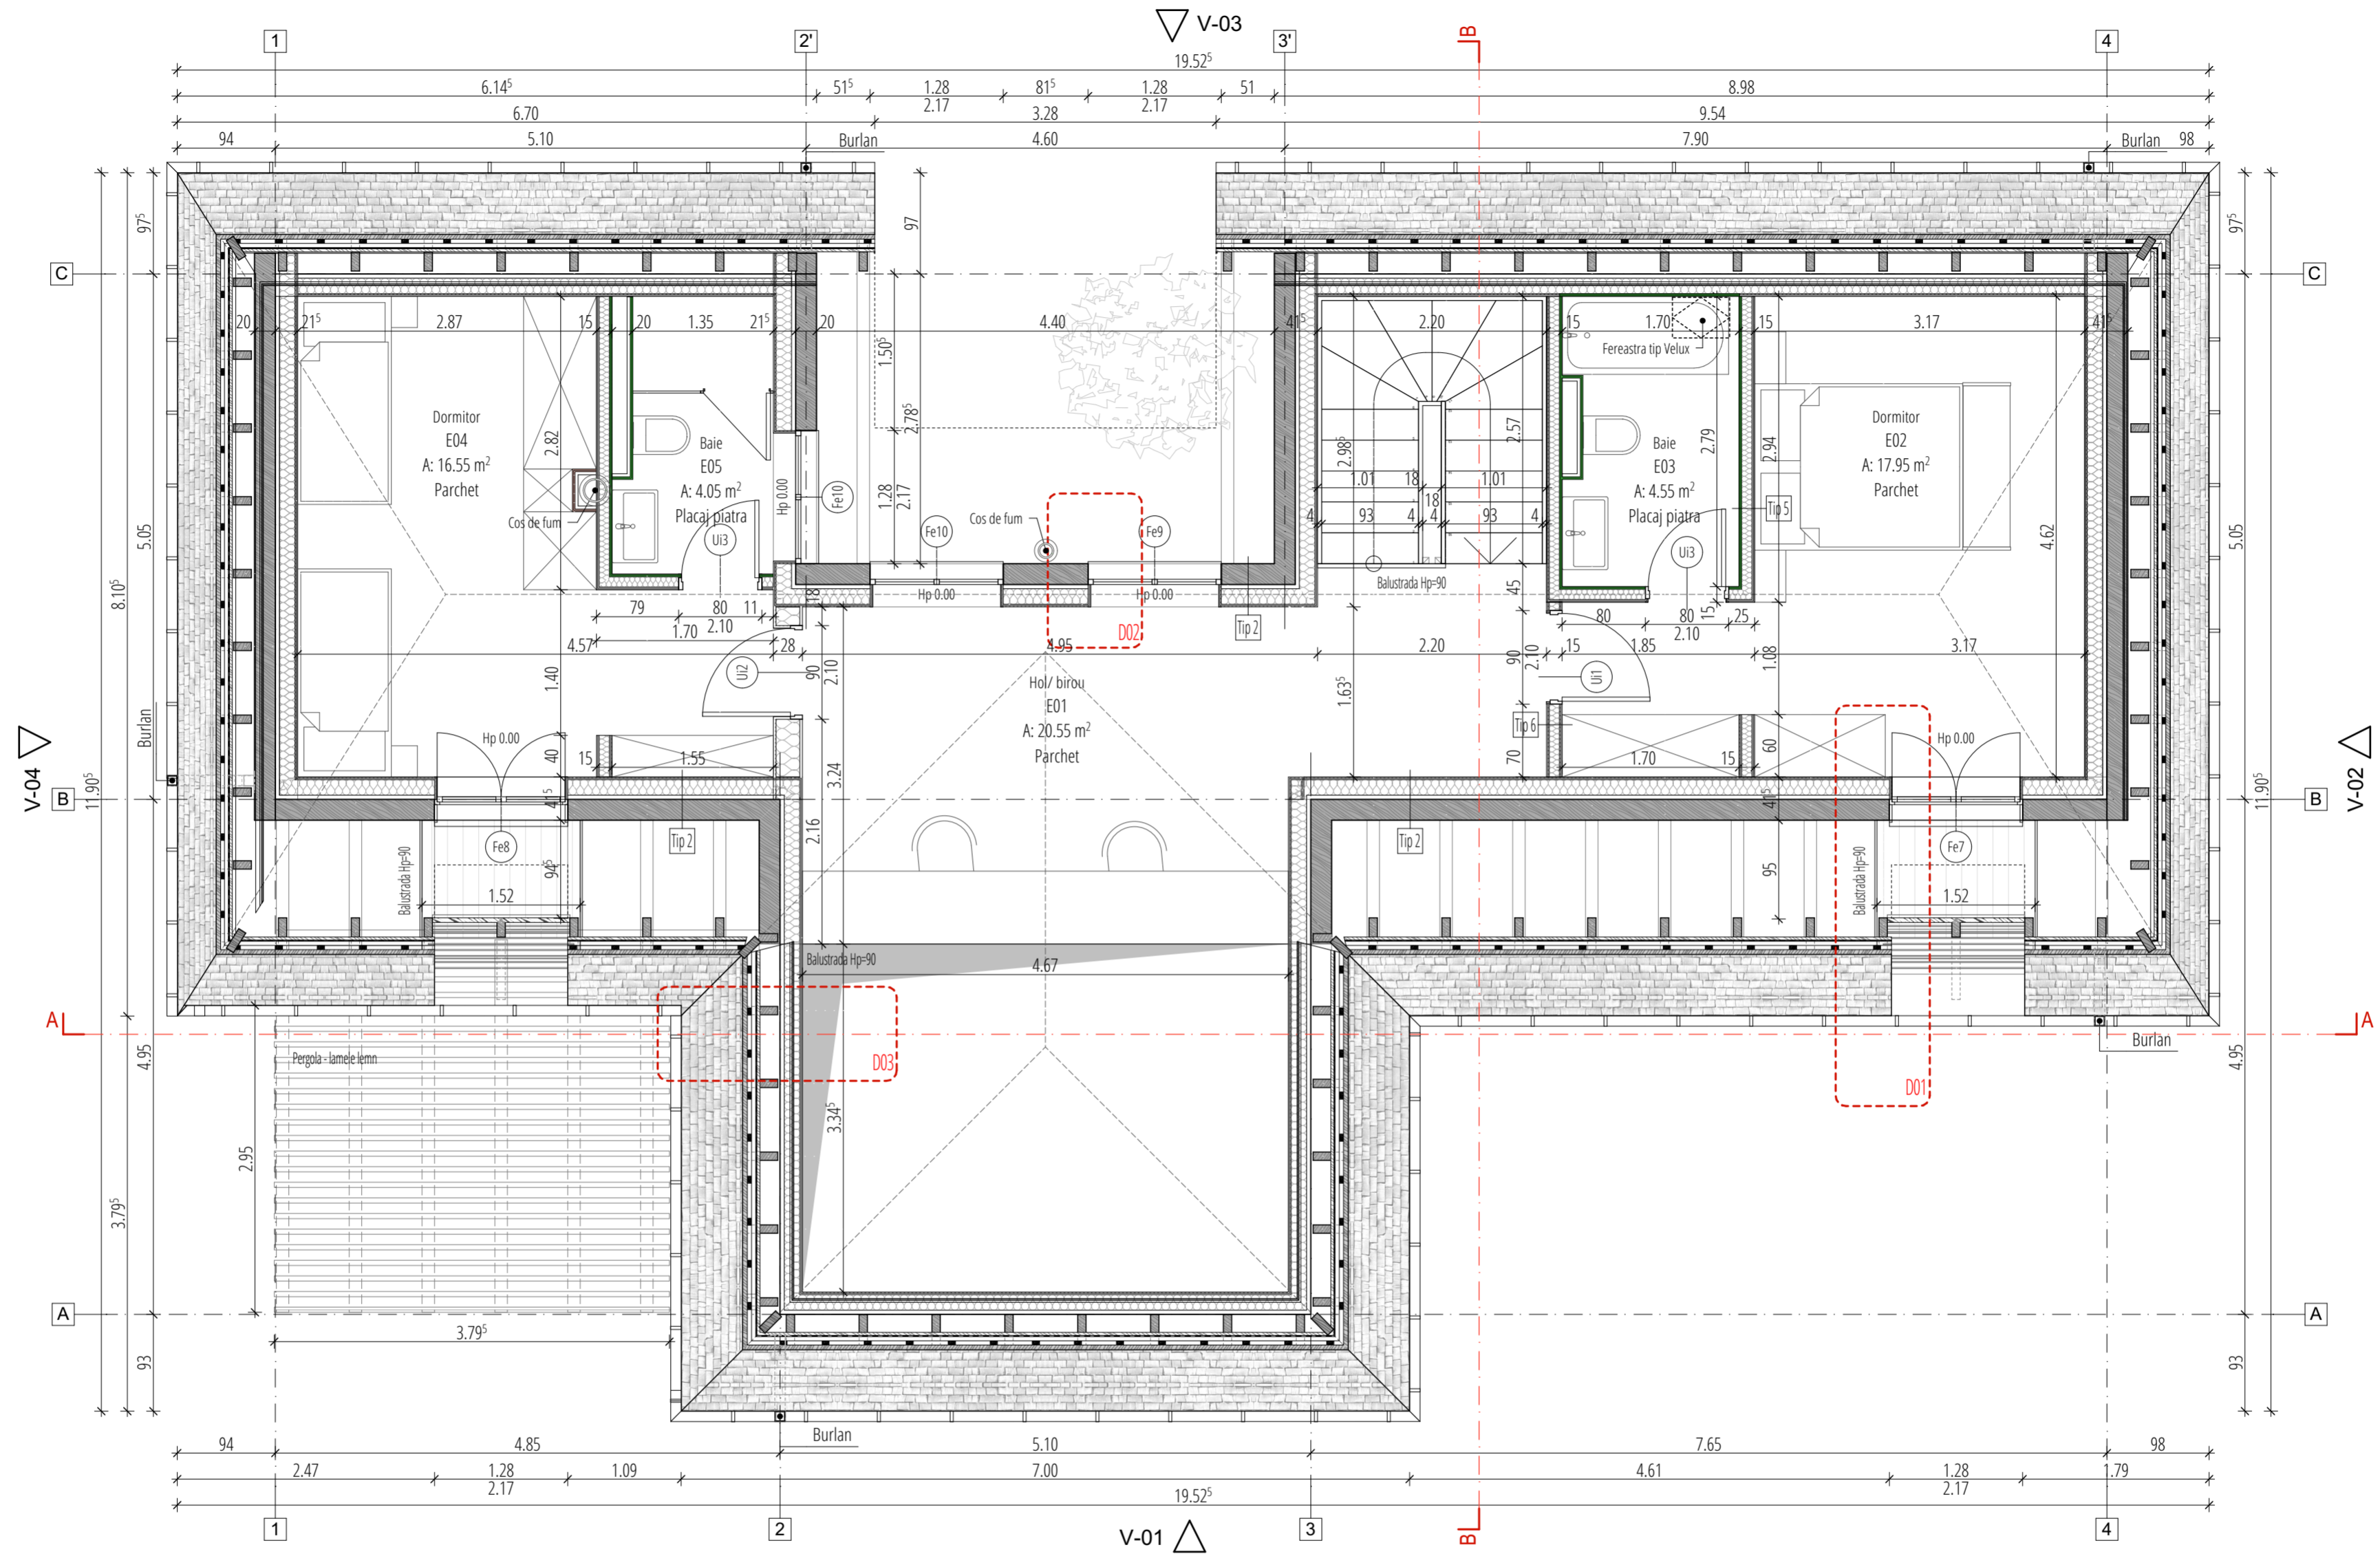 V-03
1
2'
3'
B
4
19.52⁵
6.14⁵
51⁵
1.28
2.17
81⁵
1.28
2.17
51
8.98
6.70
3.28
9.54
94
5.10
Burlan
4.60
7.90
Burlan
98
97⁵
97
97⁵
C
C
20
21⁵
2.87
15
20
1.35
21⁵
20
4.40
41⁵
2.20
15
1.70
15
3.17
41⁵
Fereastra tip Velux
1.50⁵
2.78⁵
Dormitor
E04
A: 16.55 m²
Parchet
2.82
Baie
E05
A: 4.05 m²
Placaj piatra
Ui3
Cos de fum
Hp 0.00
Fe10
1.28
2.17
Fe10
Cos de fum
Fe9
Hp 0.00
Hp 0.00
D02
2.98⁵
2.57
1.01
18
1.01
18
4
93
4
4
93
4
Balustrada Hp=90
45
Baie
E03
A: 4.55 m²
Placaj piatra
Ui3
2.79
2.94
Tip 5
Dormitor
E02
A: 17.95 m²
Parchet
4.62
5.05
8.10⁵
5.05
79
80
11
2.10
1.70
4.57
28
18
4.95
Tip 2
2.20
15
80
80
2.10
25
15
1.85
3.17
1.40
Ui2
90
2.10
Hol/ birou
E01
A: 20.55 m²
Parchet
1.63⁵
90
2.10
Ui1
1.08
Tip 6
70
60
1.70
15
Hp 0.00
Burlan
Hp 0.00
40
15
1.55
3.24
V-04
11.90⁵
B
41⁵
41⁵
B
11.90⁵
V-02
Balustrada Hp=90
Fe8
94⁵
1.52
Tip 2
2.16
Tip 2
95
Balustrada Hp=90
Fe7
1.52
Balustrada Hp=90
4.67
A
A
Pergola - lamele lemn
D03
D01
Burlan
4.95
4.95
3.79⁵
2.95
3.34⁵
A
A
3.79⁵
93
93
Burlan
94
4.85
5.10
7.65
98
2.47
1.28
2.17
1.09
7.00
4.61
1.28
2.17
1.79
19.52⁵
1
2
V-01
3
B
4